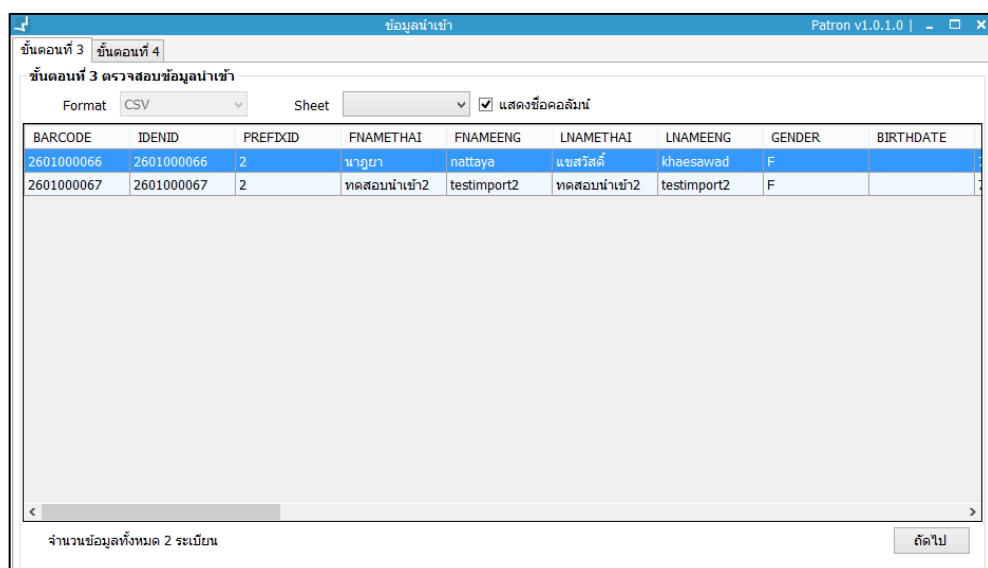 ข้อมูลนำเข้า Patron v1.0.1.0 |
ขั้นตอนที่ 3 ขั้นตอนที่ 4
ขั้นตอนที่ 3 ตรวจสอบข้อมูลนำเข้า
Format CSV Sheet แสดงชื่อคอลัมน์
BARCODE IDENID PREFIXID FNAMETHAI FNAMEENG LNAMETHAI LNAMEENG GENDER BIRTHDATE
2601000066 2601000066 2 นาฎยา nattaya แขสวัสดิ์ khaesawad F
2601000067 2601000067 2 ทดสอบนำเข้า2 testimport2 ทดสอบนำเข้า2 testimport2 F
จำนวนข้อมูลทั้งหมด 2 ระเบียน ถัดไป